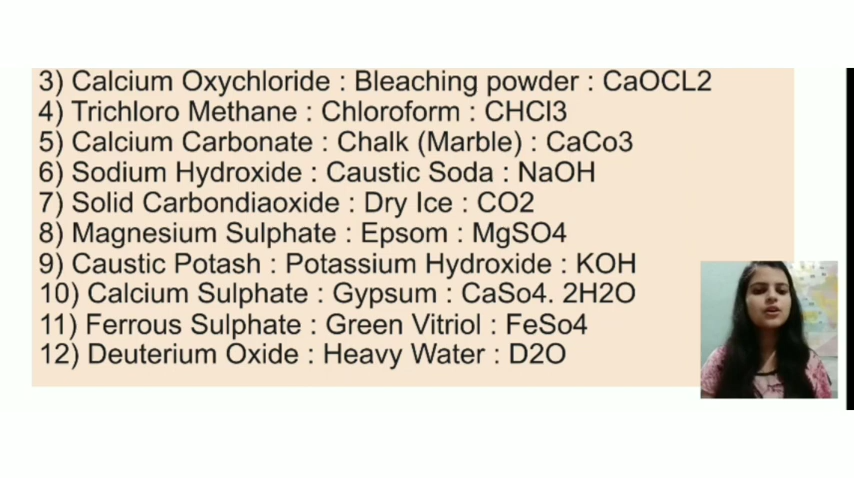 3) Calcium Oxychloride : Bleaching powder : CaOCL2
4) Trichloro Methane : Chloroform : CHCl3
5) Calcium Carbonate : Chalk (Marble) : CaCo3
6) Sodium Hydroxide : Caustic Soda : NaOH
7) Solid Carbondiaoxide : Dry Ice : CO2
8) Magnesium Sulphate : Epsom : MgSO4
9) Caustic Potash : Potassium Hydroxide : KOH
10) Calcium Sulphate : Gypsum : CaSo4. 2H2O
11) Ferrous Sulphate : Green Vitriol : FeSo4
12) Deuterium Oxide : Heavy Water : D2O